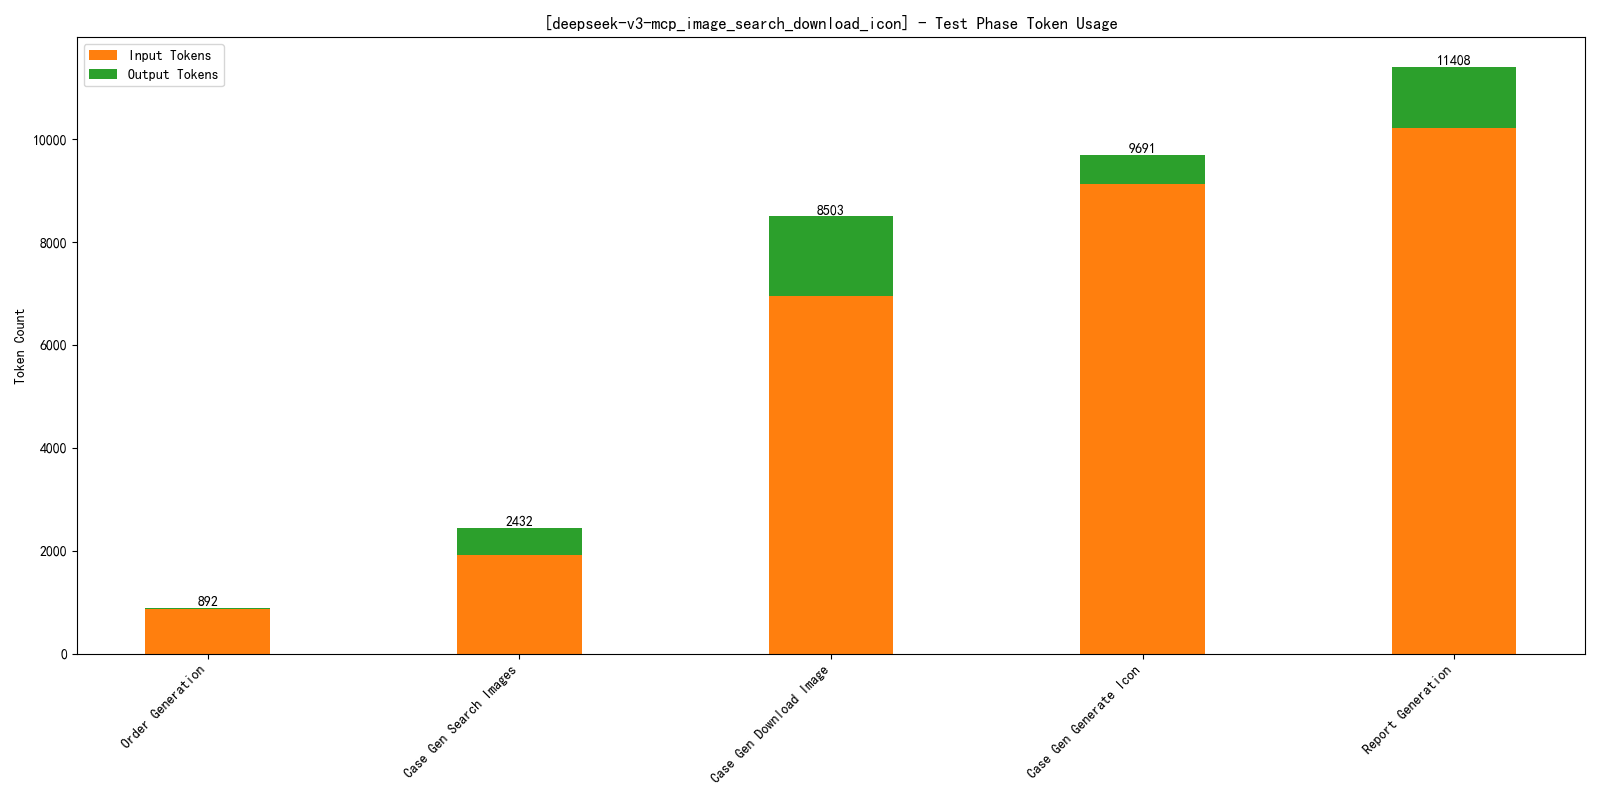 [deepseek-v3-mcp_image_search_download_icon] - Test Phase Token Usage
Input Tokens
Output Tokens
Token Count
10000
8000
6000
4000
2000
0
892
2432
8503
9691
11408
Order Generation
Case Gen Search Images
Case Gen Download Image
Case Gen Generate Icon
Report Generation